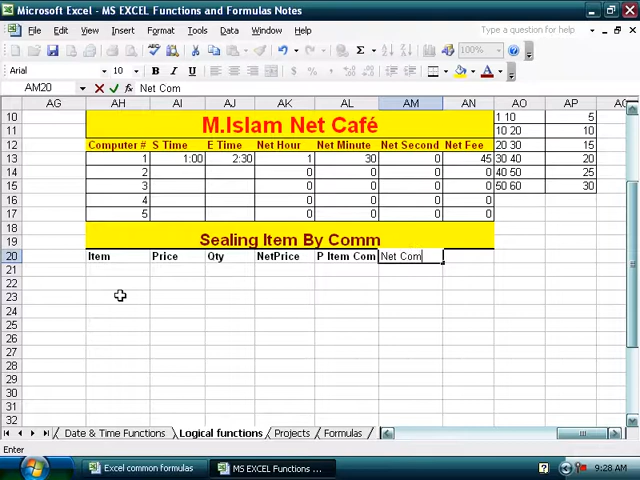 Microsoft Excel - MS EXCEL Functions and Formulas Notes
File Edit View Insert Format Tools Data Window Help
Type a question for help
100%
Arial 10 B I U
AM20 Net Com
AG AH AI AJ AK AL AM AN AO AP
10 M.Islam Net Café 1 10 5
11 10 20 10
12 Computer # S Time E Time Net Hour Net Minute Net Second Net Fee 20 30 15
13 1 1:00 2:30 1 30 0 45 30 40 20
14 2 0 0 0 0 40 50 25
15 3 0 0 0 0 50 60 30
16 4 0 0 0 0
17 5 0 0 0 0
18 Sealing Item By Comm
19
20 Item Price Qty NetPrice P Item Com Net Com
21
22
23
24
25
26
27
28
29
30
31
32
Date & Time Functions Logical functions Projects Formulas
Enter
start Excel common formulas MS EXCEL Functions ... 9:28 AM